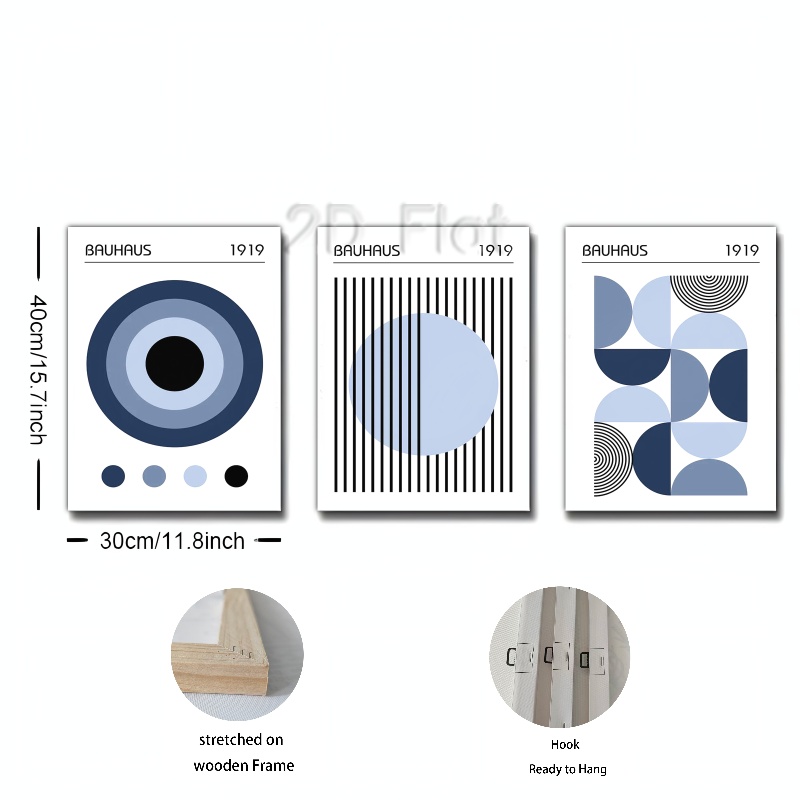 2D Flat
BAUHAUS 1919
BAUHAUS 1919
BAUHAUS 1919
40cm/15.7inch
30cm/11.8inch
stretched on
wooden Frame
Hook
Ready to Hang